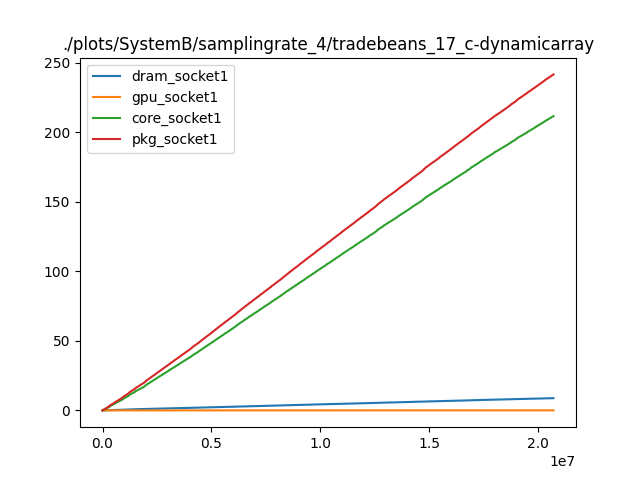 ./plots/SystemB/samplingrate_4/tradebeans_17_c-dynamicarray
dram_socket1
gpu_socket1
core_socket1
pkg_socket1
250
200
150
100
50
0
0.0 0.5 1.0 1.5 2.0
1e7